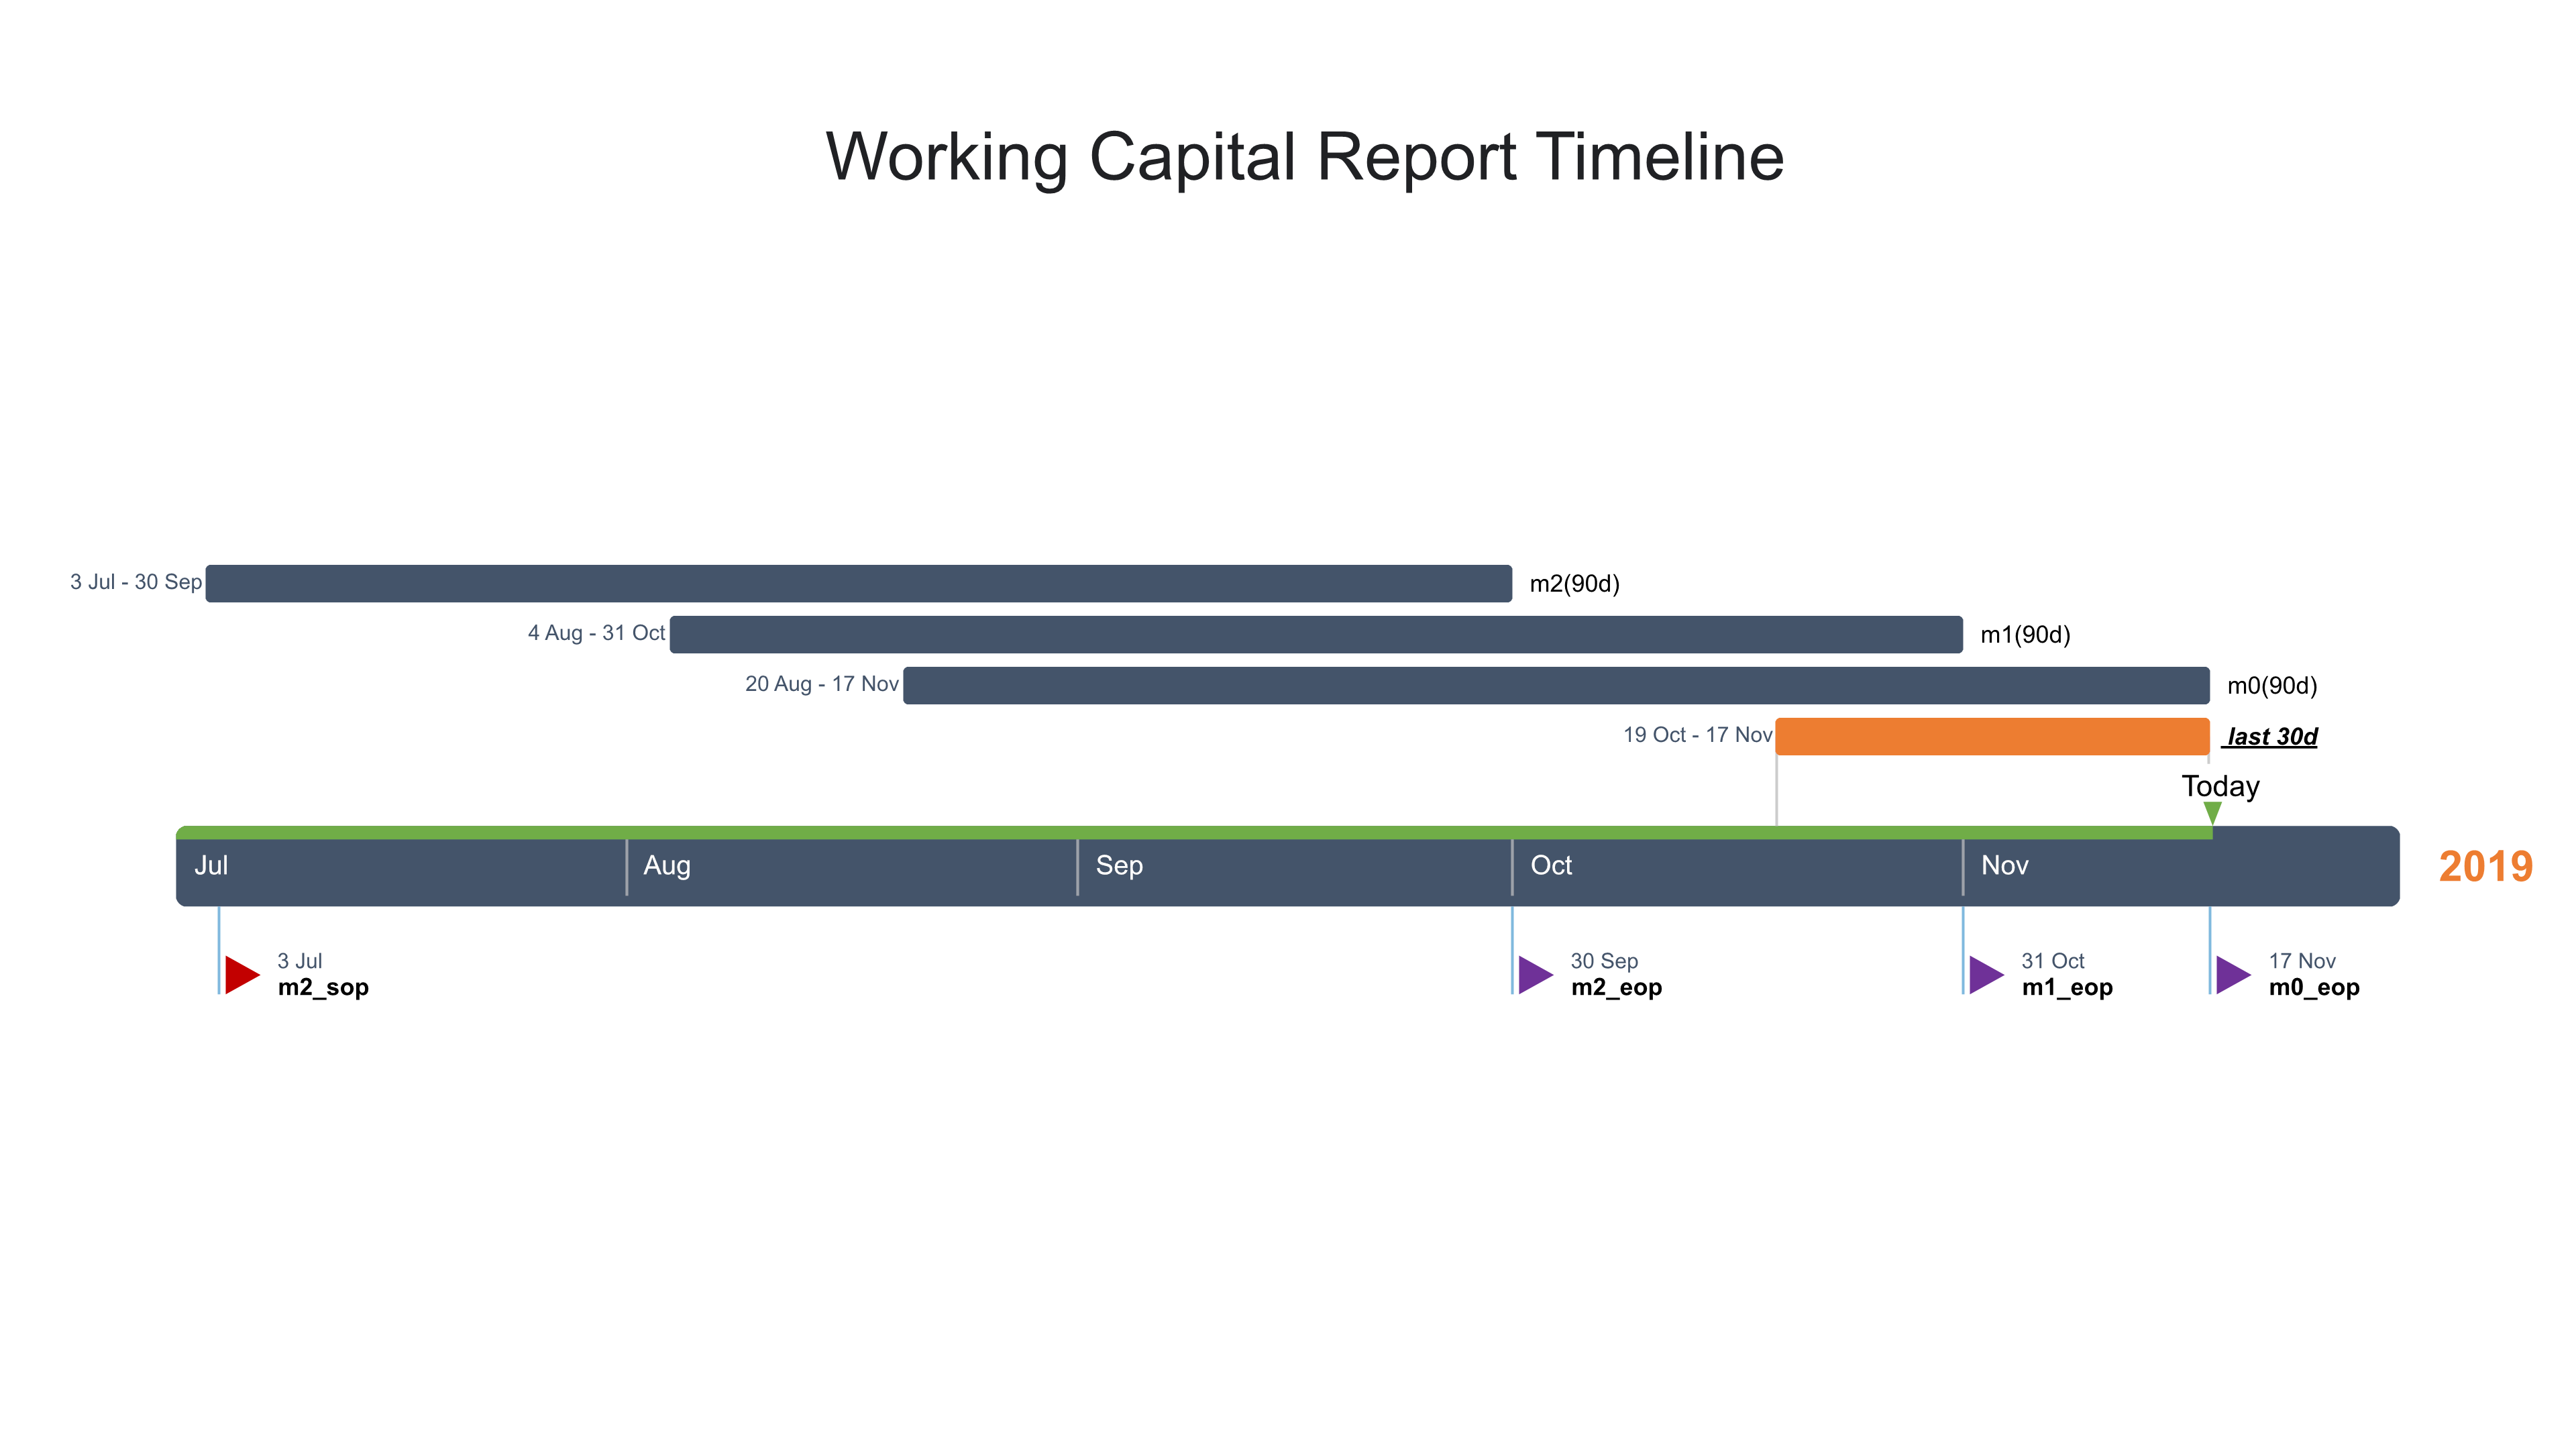 Working Capital Report Timeline
3 Jul - 30 Sep
m2(90d)
4 Aug - 31 Oct
m1(90d)
20 Aug - 17 Nov
m0(90d)
19 Oct - 17 Nov
last 30d
Today
Jul
Aug
Sep
Oct
Nov
2019
3 Jul
m2_sop
30 Sep
m2_eop
31 Oct
m1_eop
17 Nov
m0_eop